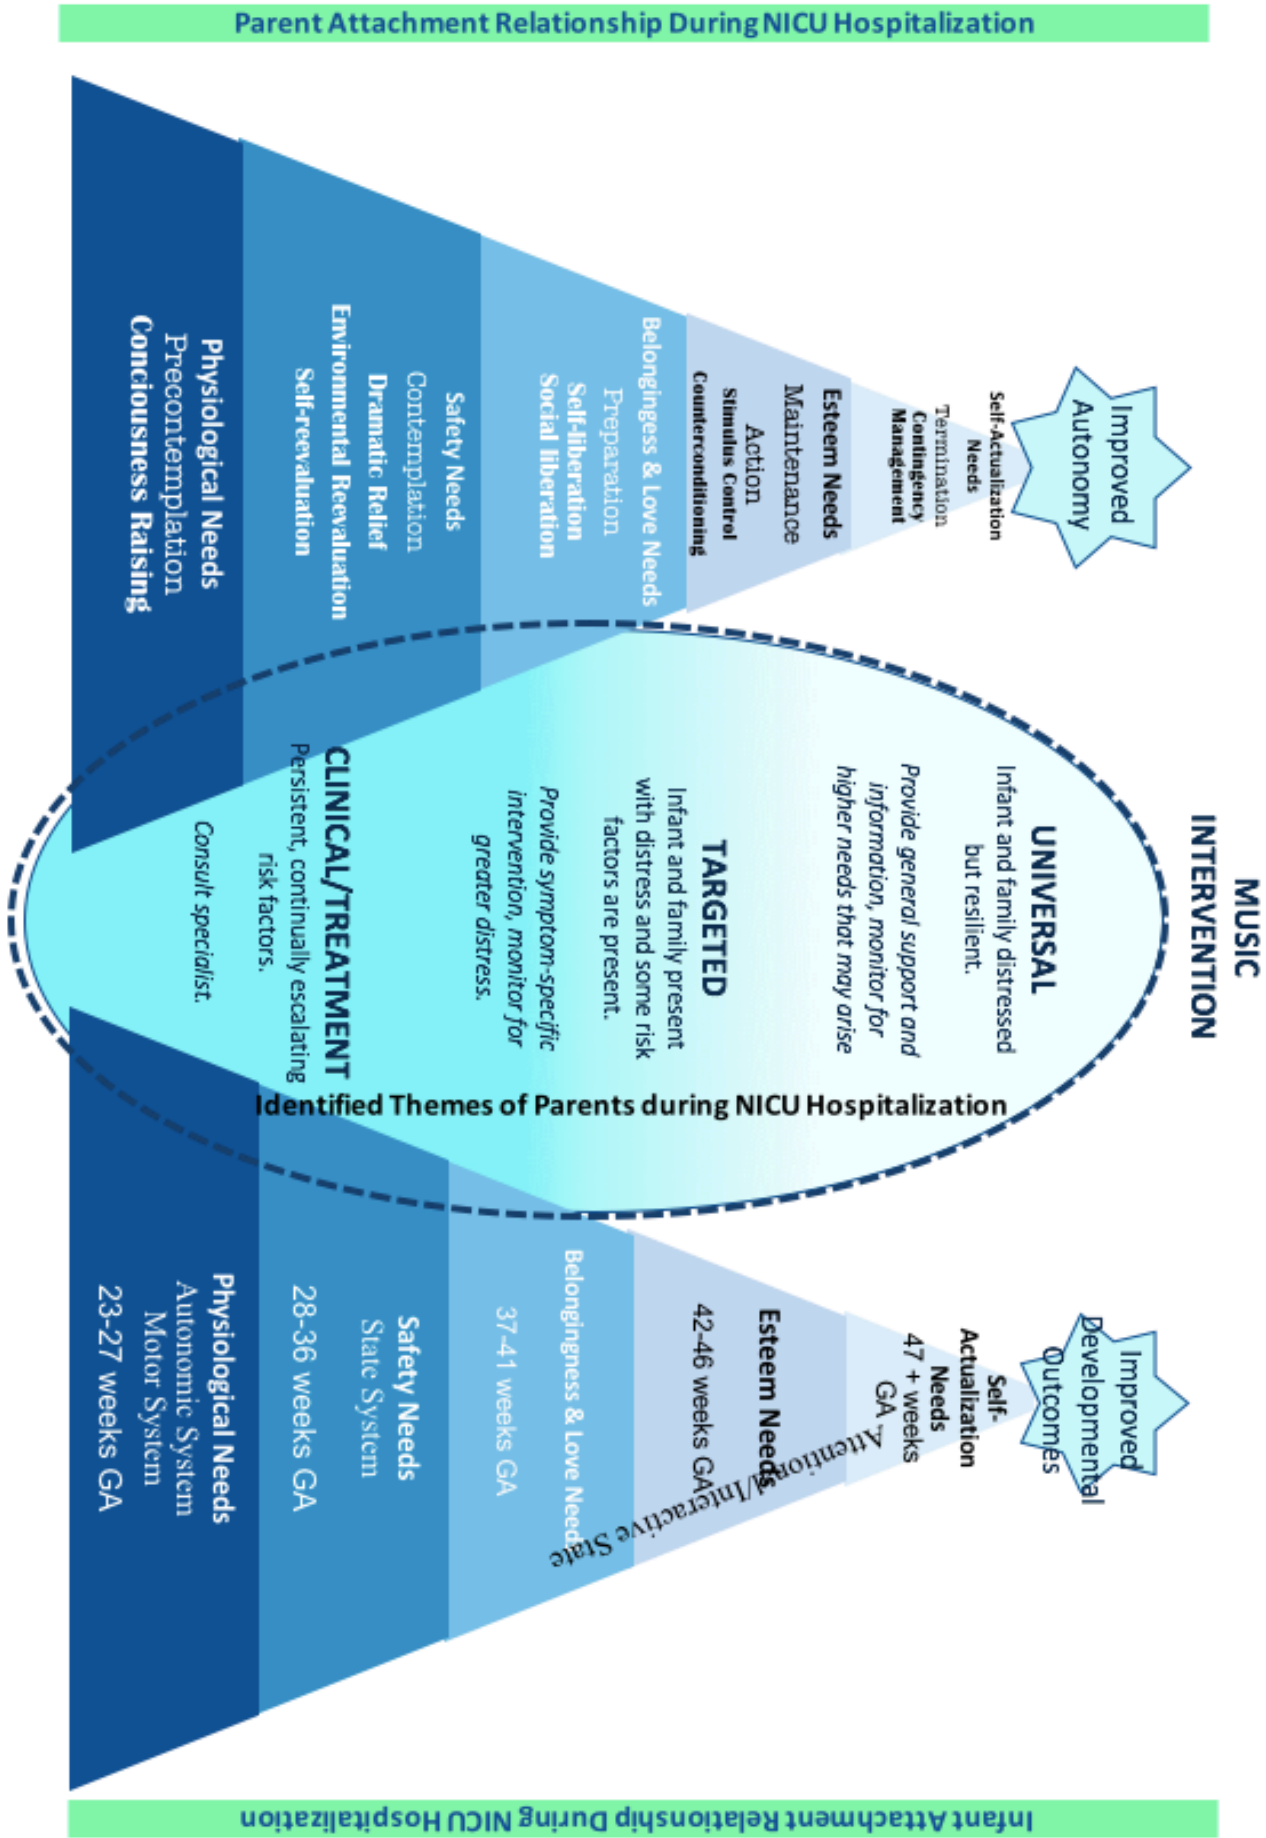 Parent Attachment Relationship During NICU Hospitalization
Improved
Autonomy
Self-Actualization
Needs
Termination
Contingency
Management
Esteem Needs
Maintenance
Action
Stimulus Control
Counterconditioning
Belongingess & Love Needs
Preparation
Self-liberation
Social liberation
Safety Needs
Contemplation
Dramatic Relief
Environmental Reevaluation
Self-reevaluation
Physiological Needs
Precontemplation
Conciousness Raising
MUSIC
INTERVENTION
UNIVERSAL
Infant and family distressed
but resilient.
Provide general support and
information, monitor for
higher needs that may arise
TARGETED
Infant and family present
with distress and some risk
factors are present.
Provide symptom-specific
intervention, monitor for
greater distress.
CLINICAL/TREATMENT
Persistent, continually escalating
risk factors.
Consult specialist.
Identified Themes of Parents during NICU Hospitalization
Improved
Developmental
Outcomes
Self-
Actualization
Needs
47 + weeks
GA
Esteem Needs
42-46 weeks GA
Attentional/Interactive State
Belongingness & Love Needs
37-41 weeks GA
Safety Needs
State System
28-36 weeks GA
Physiological Needs
Autonomic System
Motor System
23-27 weeks GA
Infant Attachment Relationship During NICU Hospitalization